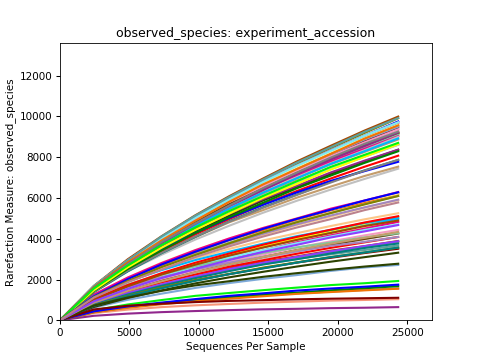 observed_species: experiment_accession
Rarefaction Measure: observed_species
12000
10000
8000
6000
4000
2000
0
0 5000 10000 15000 20000 25000
Sequences Per Sample